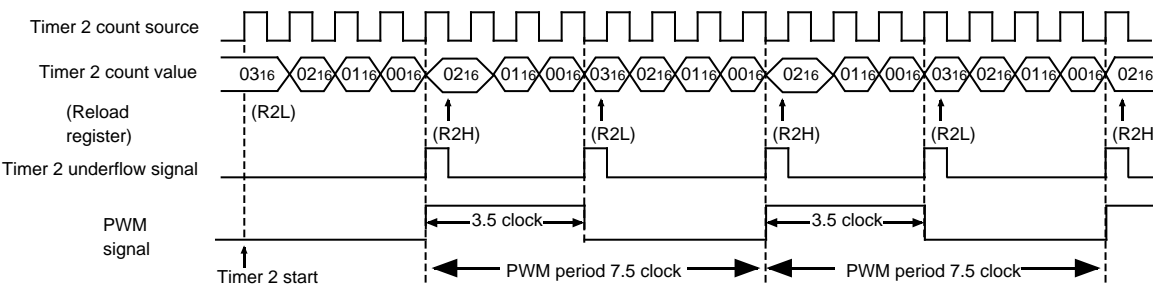 Timer 2 count source
Timer 2 count value
0316 0216 0116 0016 0216 0116 0016 0316 0216 0116 0016 0216 0116 0016 0316 0216 0116 0016 0216
(Reload
register)
(R2L) (R2H) (R2L) (R2H) (R2L) (R2H
Timer 2 underflow signal
PWM
signal
3.5 clock 3.5 clock
Timer 2 start
PWM period 7.5 clock PWM period 7.5 clock